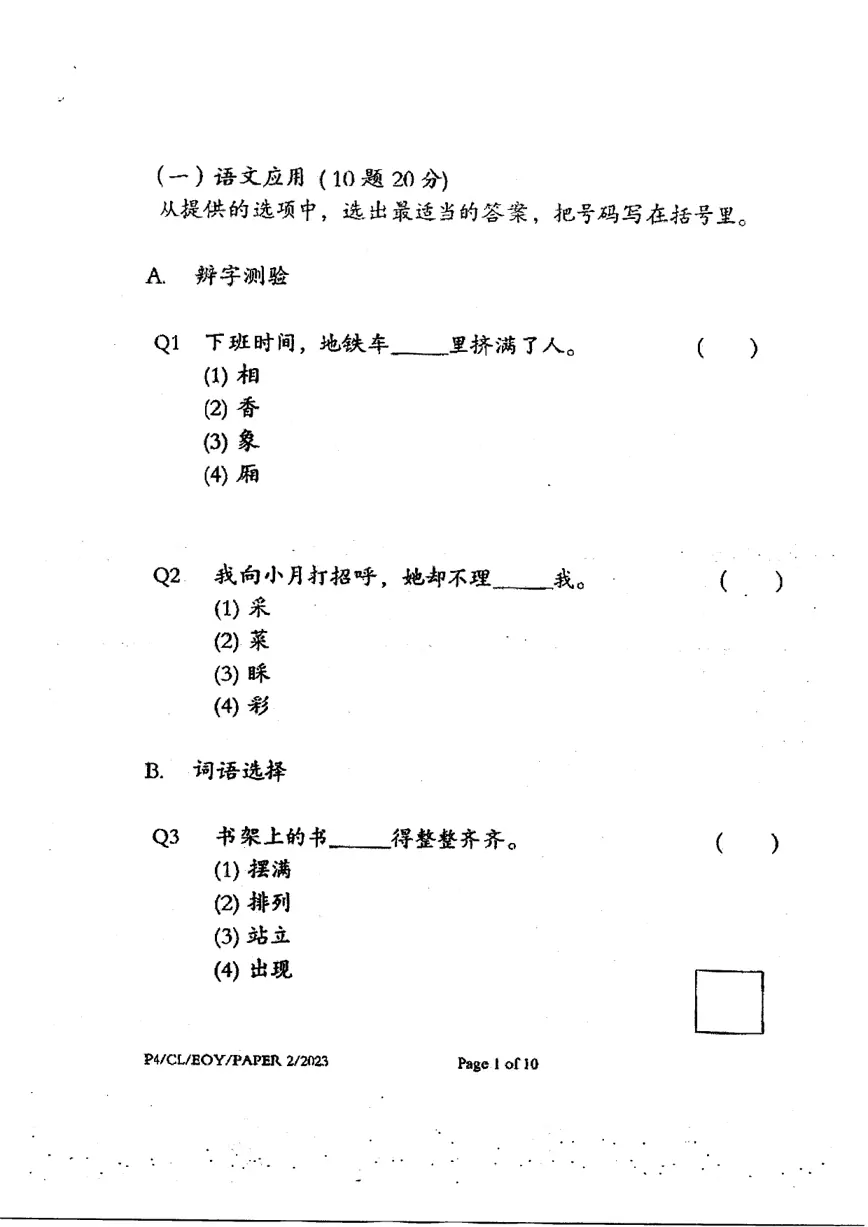 （一）语文应用（10题 20分)
从提供的选项中，选出最适当的答案，把号码写在括号里。
A. 辨字测验
Q1 下班时间，地铁车____里挤满了人。 ( )
(1) 相
(2) 香
(3) 象
(4) 厢
Q2 我向小月打招呼，她却不理____我。 ( )
(1) 采
(2) 菜
(3) 睬
(4) 彩
B. 词语选择
Q3 书架上的书____得整整齐齐。 ( )
(1) 摆满
(2) 排列
(3) 站立
(4) 出现
P4/CL/EOY/PAPER 2/2023 Page 1 of 10